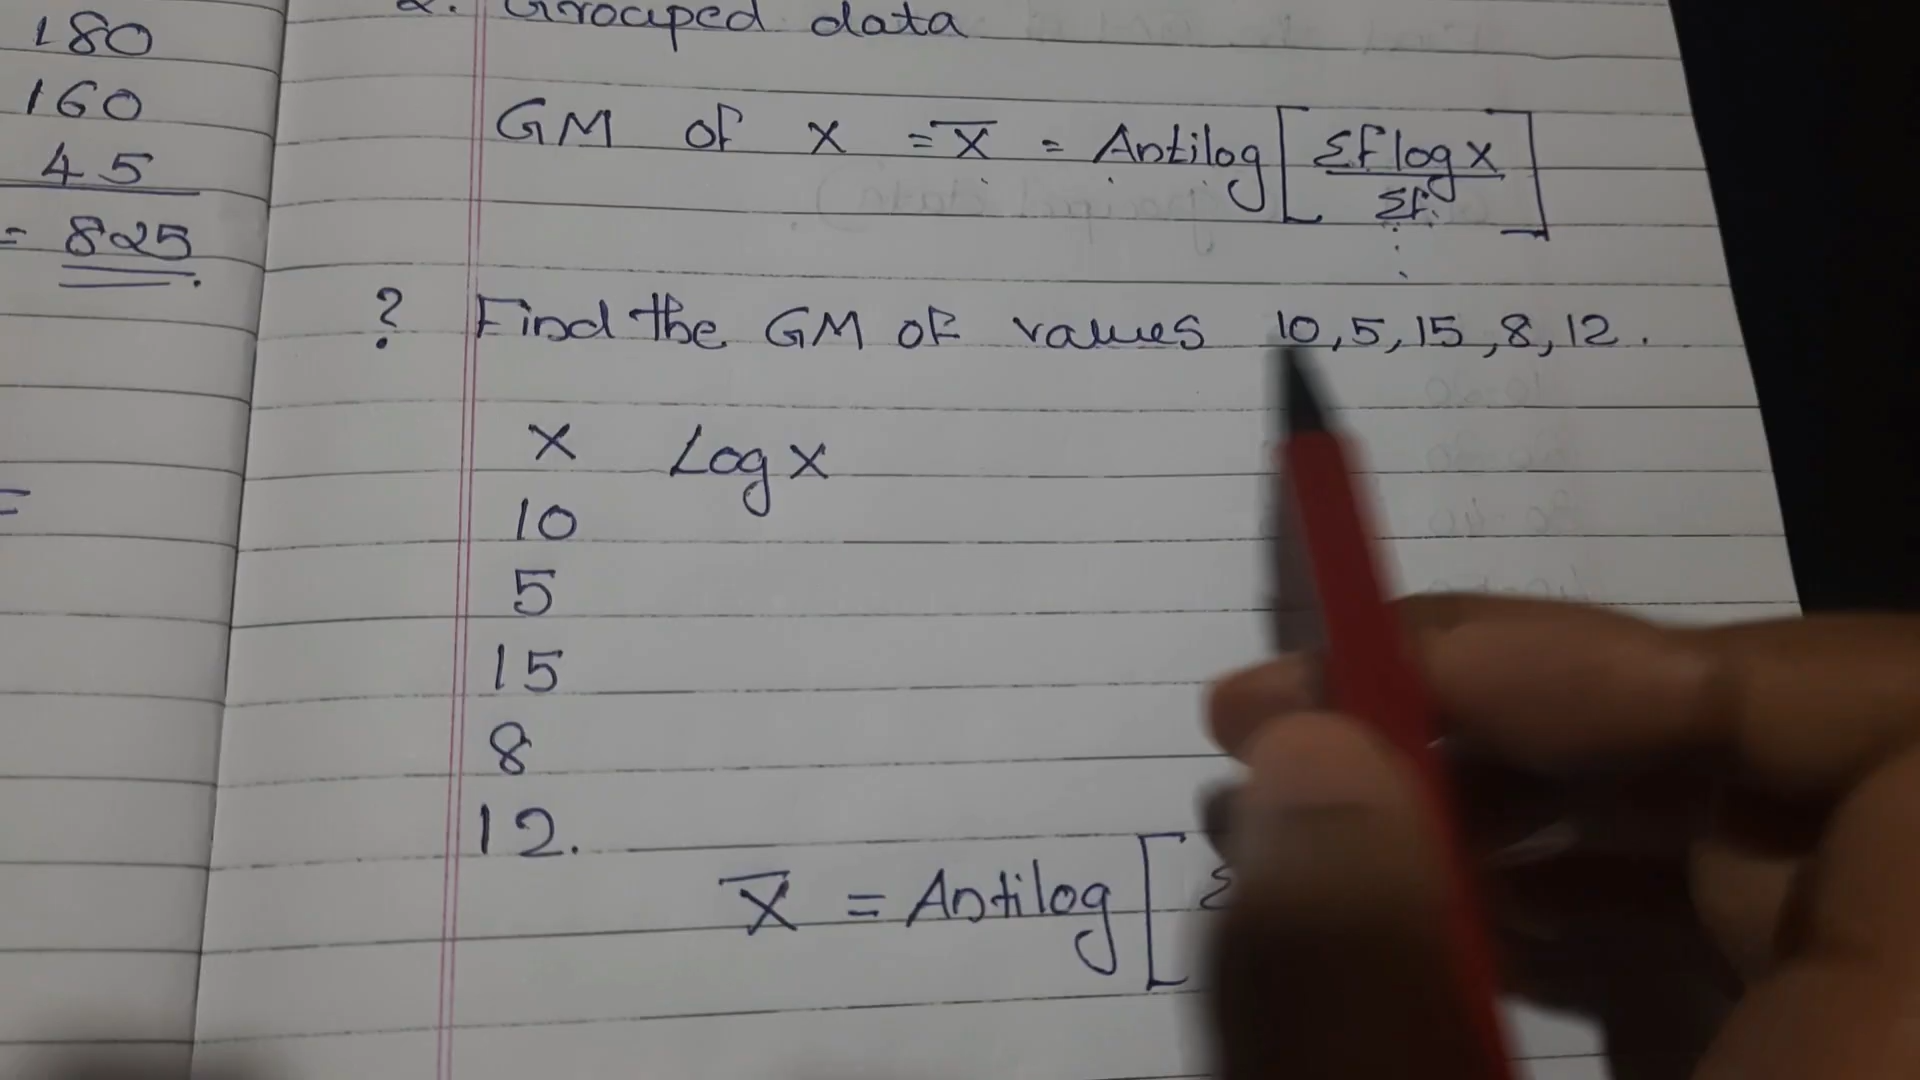 180
160
45
= 825.
=
2. Grouped data
GM of x = x̅ = Antilog [Σf log x / Σf]
? Find the GM of values 10, 5, 15, 8, 12.
x Log x
10
5
15
8
12.
x̅ = Antilog [Σ